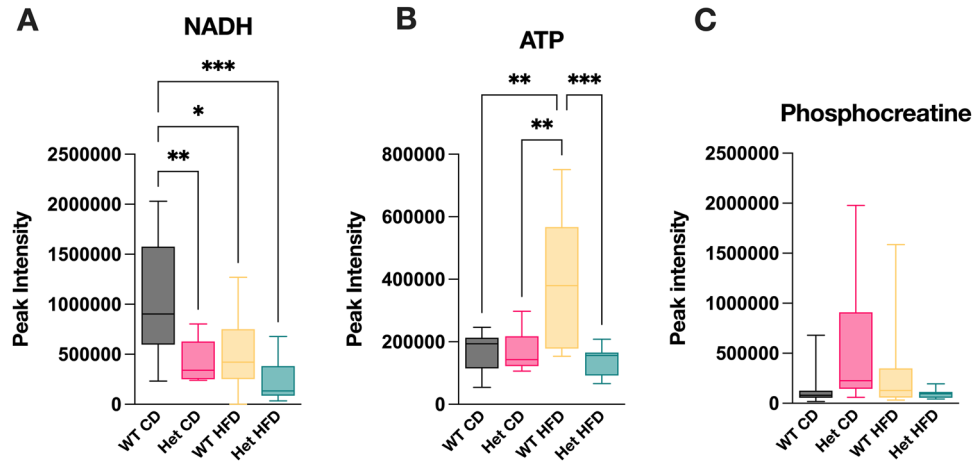 A
NADH
***
*
**
2500000
2000000
1500000
1000000
500000
0
Peak Intensity
WT CD
Het CD
WT HFD
Het HFD
B
ATP
**
***
**
800000
600000
400000
200000
0
Peak Intensity
WT CD
Het CD
WT HFD
Het HFD
C
Phosphocreatine
2500000
2000000
1500000
1000000
500000
0
Peak intensity
WT CD
Het CD
WT HFD
Het HFD